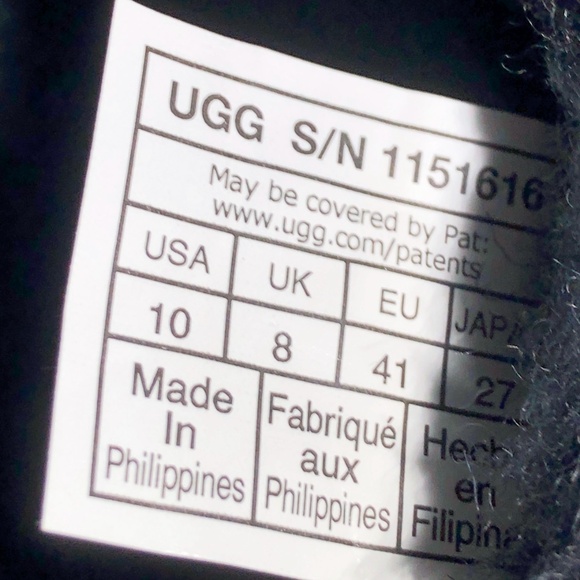 UGG S/N 1151616
May be covered by Pat:
www.ugg.com/patents
USA UK EU
10 8 41 27
Made Fabriqué
In aux en
Philippines Philippines